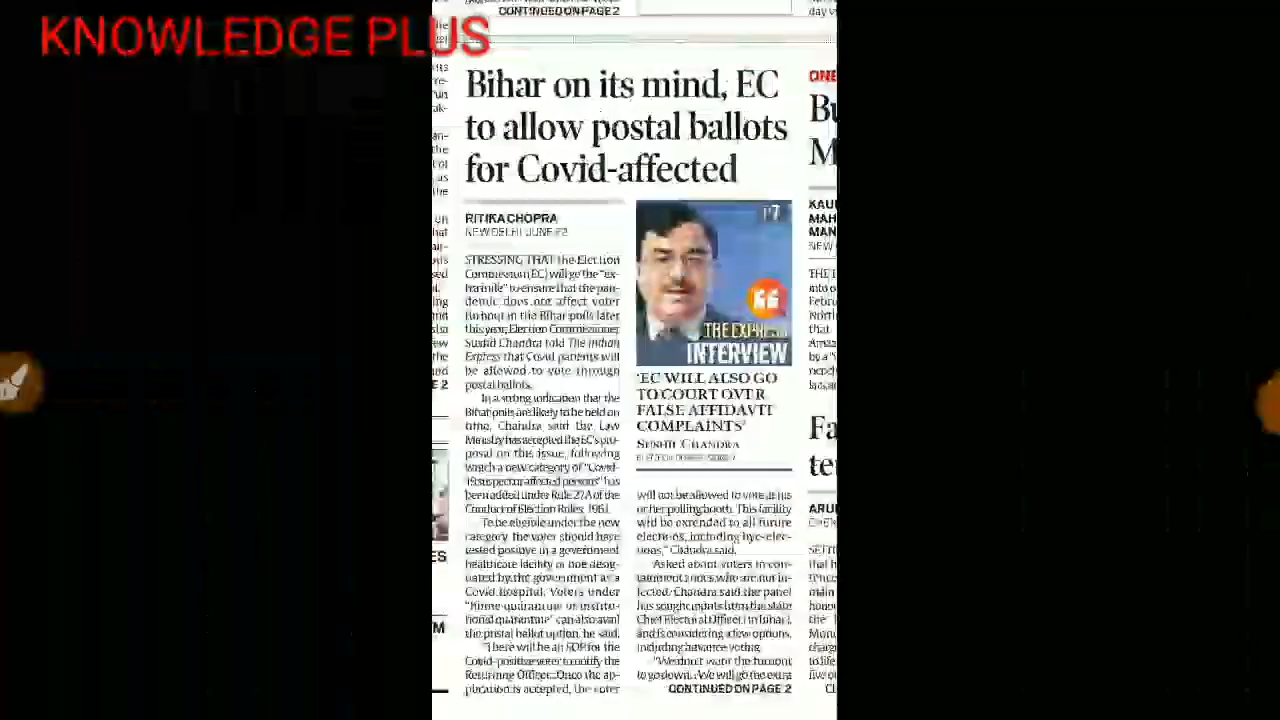 CONTINUED ON PAGE 2
KNOWLEDGE PLUS
Bihar on its mind, EC
to allow postal ballots
for Covid-affected
RITIKA CHOPRA
NEW DELHI, JUNE 22
STRESSING THAT the Election
Commission (EC) will go the "ex-
tra mile" to ensure that the pan-
demic does not affect voter
turnout in the Bihar polls later
this year, Election Commissioner
Sushil Chandra told The Indian
Express that Covid patients will
be allowed to vote through
postal ballots.
In a strong indication that the
Bihar polls are likely to be held on
time, Chandra said the Law
Ministry has accepted the EC's pro-
posal on this issue, following
which a new category of "Covid-
19 suspect or affected persons" has
been added under Rule 27A of the
Conduct of Election Rules, 1961.
To be eligible under the new
category, the voter should have
tested positive in a government
healthcare facility or one desig-
nated by the government as a
Covid Hospital. Voters under
"home quarantine or institu-
tional quarantine" can also avail
the postal ballot option, he said.
"There will be an SOP for the
Covid-positive voter to notify the
Returning Officer. Once the ap-
plication is accepted, the voter
P7
THE EXPRESS
INTERVIEW
'EC WILL ALSO GO
TO COURT OVER
FALSE AFFIDAVIT
COMPLAINTS'
SUSHIL CHANDRA
ELECTION COMMISSIONER
will not be allowed to vote at his
or her polling booth. This facility
will be extended to all future
elections, including bye-elec-
tions," Chandra said.
Asked about voters in con-
tainment zones who are not in-
fected, Chandra said the panel
has sought inputs from the state
Chief Electoral Officer (in Bihar),
and is considering a few options,
including advance voting.
"We don't want the turnout
to go down. We will go the extra
CONTINUED ON PAGE 2